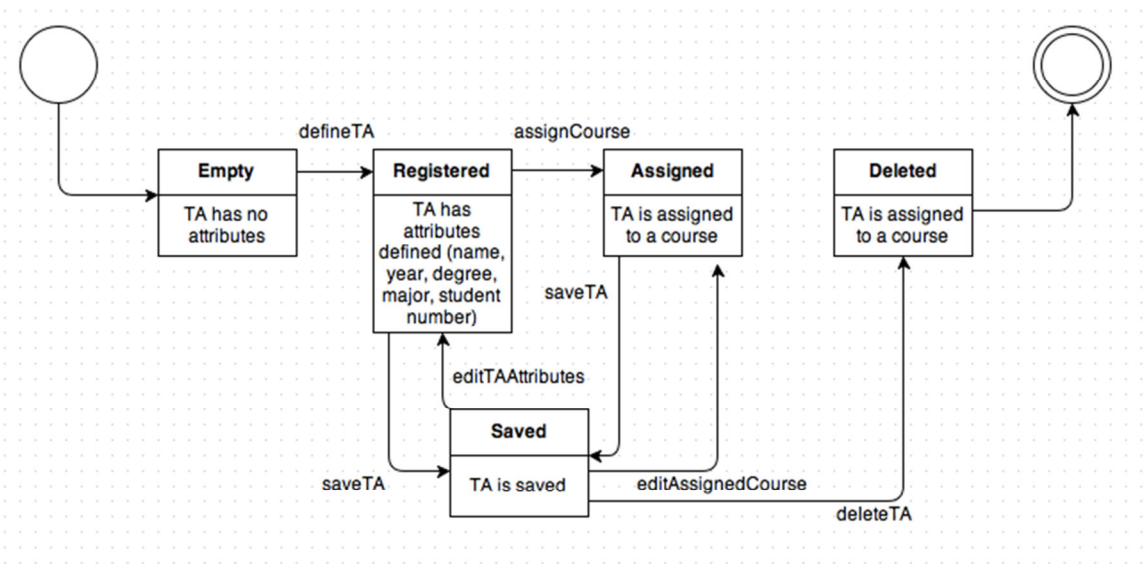 defineTA
assignCourse
Empty
TA has no
attributes
Registered
TA has
attributes
defined (name,
year, degree,
major, student
number)
Assigned
TA is assigned
to a course
Deleted
TA is assigned
to a course
saveTA
editTAAttributes
Saved
TA is saved
saveTA
editAssignedCourse
deleteTA